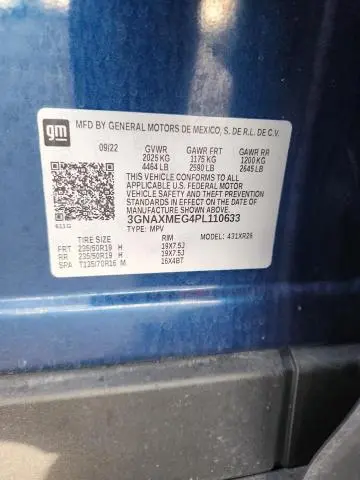 gm
MFD BY GENERAL MOTORS DE MEXICO, S. DE R.L. DE C.V.
09/22 GVWR GAWR FRT GAWR RR
2025 KG 1175 KG 1200 KG
4464 LB 2590 LB 2645 LB
THIS VEHICLE CONFORMS TO ALL
APPLICABLE U.S. FEDERAL MOTOR
VEHICLE SAFETY AND THEFT PREVENTION
STANDARDS IN EFFECT ON THE DATE OF
MANUFACTURE SHOWN ABOVE.
3GNAXMEG4PL110633
TYPE: MPV MODEL: 431XR26
TIRE SIZE RIM
FRT 235/50R19 H 19X7.5J
RR 235/50R19 H 19X7.5J
SPA T135/70R16 M 16X4BT